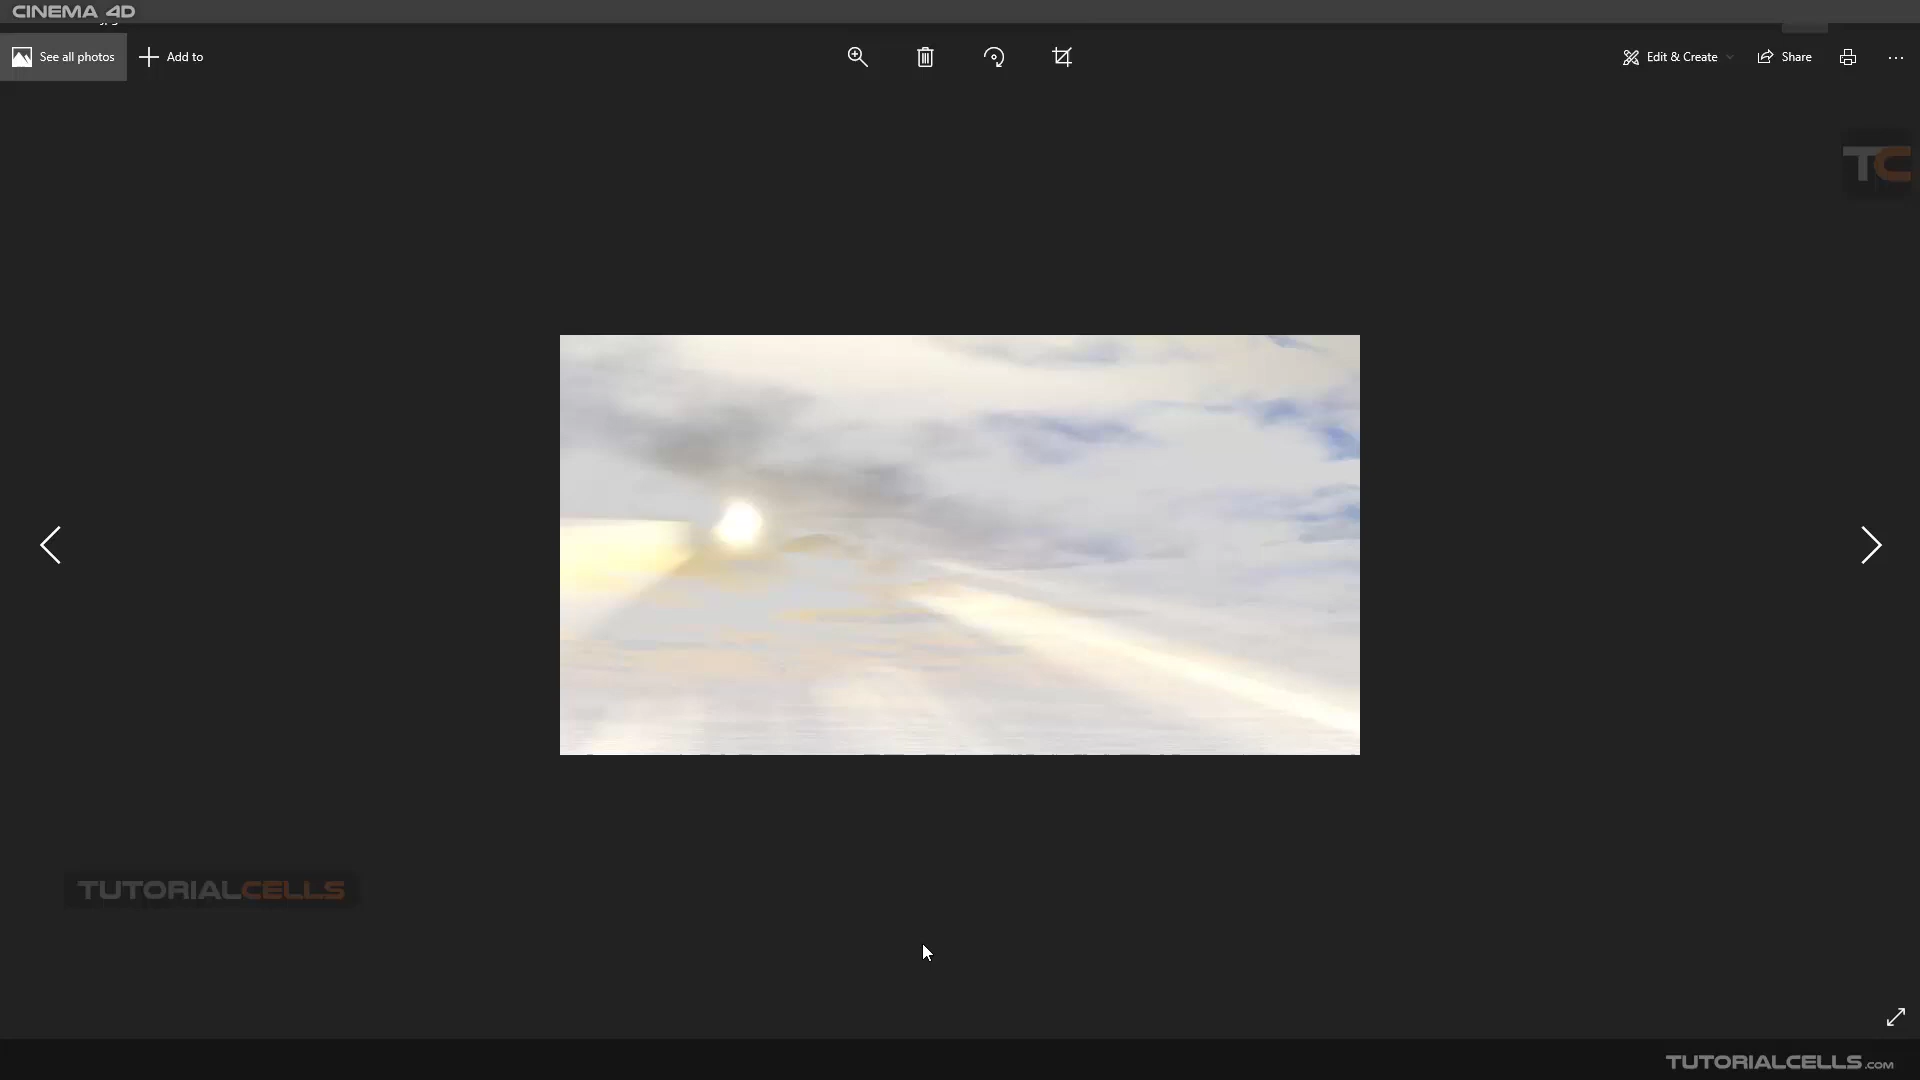 CINEMA 4D
See all photos
Add to
Edit & Create
Share
TC
TUTORIALCELLS
TUTORIALCELLS.COM